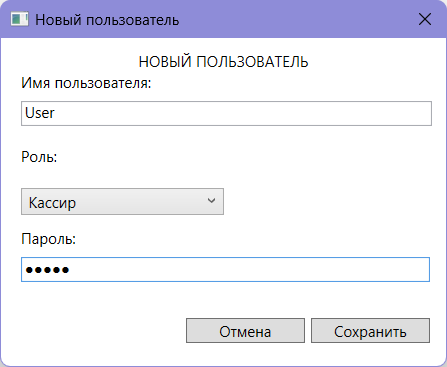 Новый пользователь
НОВЫЙ ПОЛЬЗОВАТЕЛЬ
Имя пользователя:
User
Роль:
Кассир
Пароль:
●●●●●
Отмена
Сохранить